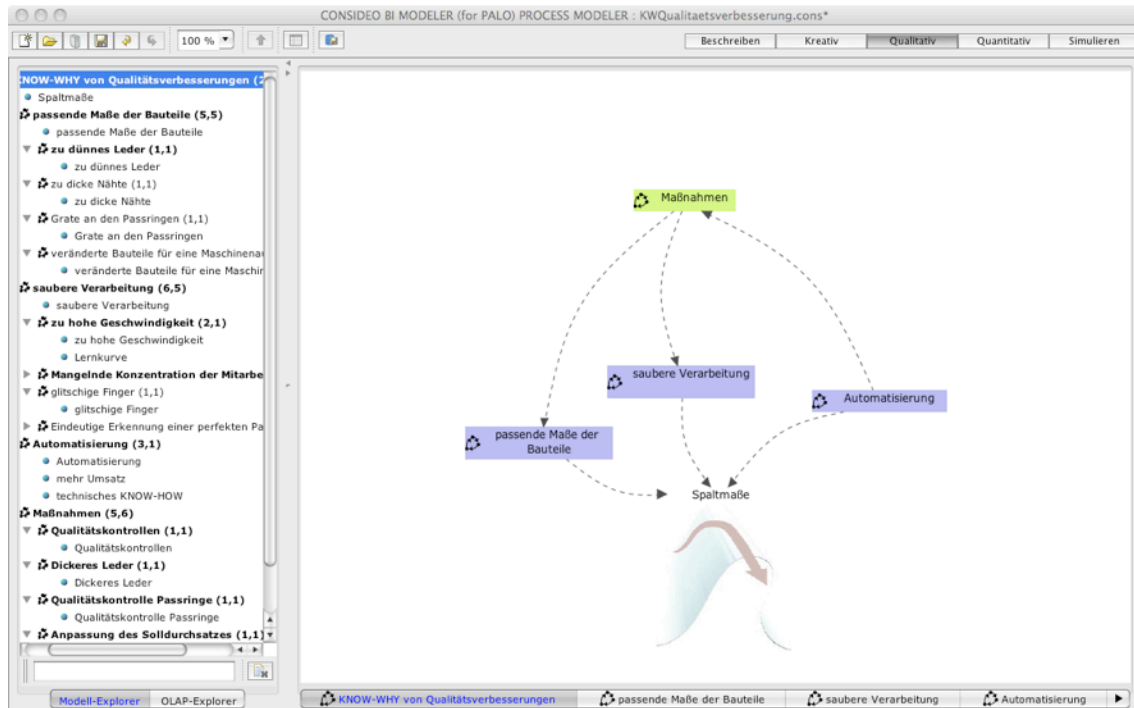 CONSIDEO BI MODELER (for PALO) PROCESS MODELER : KWQualitaetsverbesserung.cons*
100 %
Beschreiben Kreativ Qualitativ Quantitativ Simulieren
KNOW-WHY von Qualitätsverbesserungen (2
Spaltmaße
passende Maße der Bauteile (5,5)
passende Maße der Bauteile
zu dünnes Leder (1,1)
zu dünnes Leder
zu dicke Nähte (1,1)
zu dicke Nähte
Grate an den Passringen (1,1)
Grate an den Passringen
veränderte Bauteile für eine Maschinena
veränderte Bauteile für eine Maschin
saubere Verarbeitung (6,5)
saubere Verarbeitung
zu hohe Geschwindigkeit (2,1)
zu hohe Geschwindigkeit
Lernkurve
Mangelnde Konzentration der Mitarbe
glitschige Finger (1,1)
glitschige Finger
Eindeutige Erkennung einer perfekten Pa
Automatisierung (3,1)
Automatisierung
mehr Umsatz
technisches KNOW-HOW
Maßnahmen (5,6)
Qualitätskontrollen (1,1)
Qualitätskontrollen
Dickeres Leder (1,1)
Dickeres Leder
Qualitätskontrolle Passringe (1,1)
Qualitätskontrolle Passringe
Anpassung des Solldurchsatzes (1,1)
Modell-Explorer OLAP-Explorer
Maßnahmen
saubere Verarbeitung
Automatisierung
passende Maße der
Bauteile
Spaltmaße
KNOW-WHY von Qualitätsverbesserungen passende Maße der Bauteile saubere Verarbeitung Automatisierung